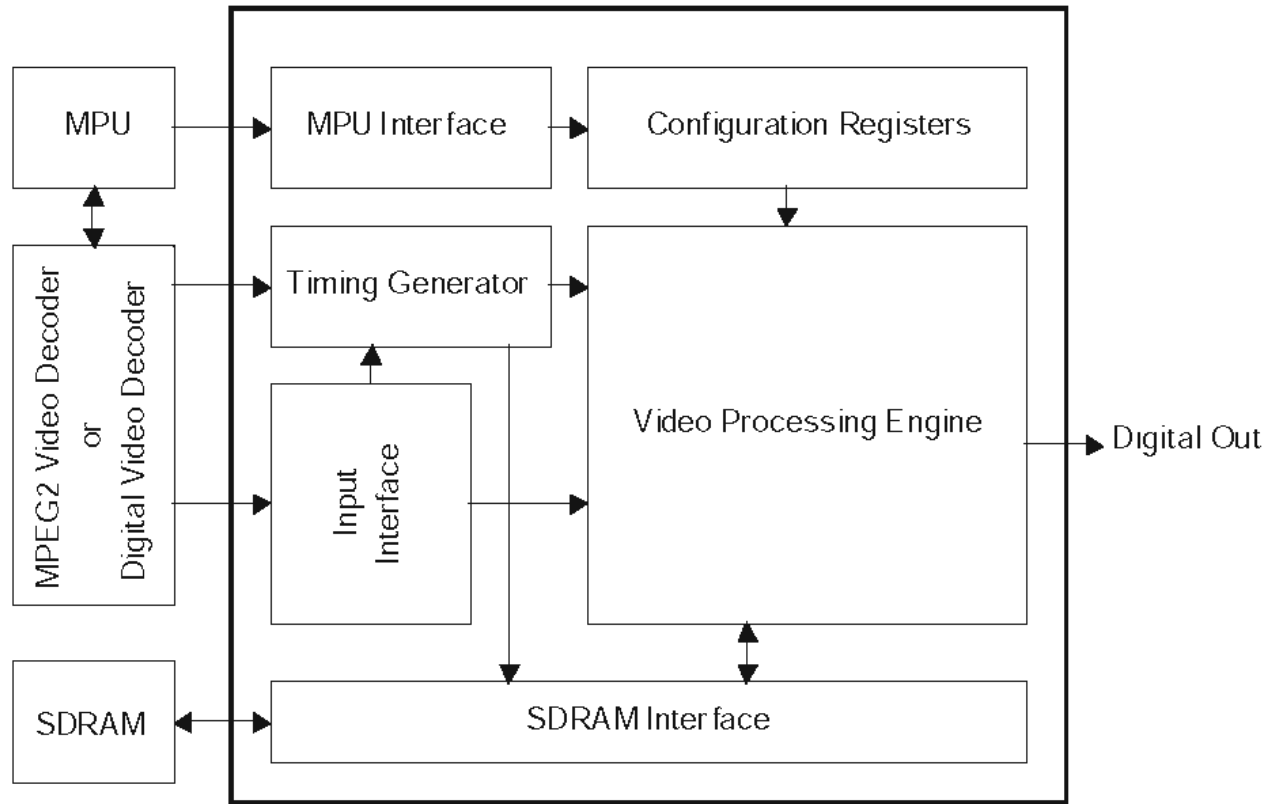 MPU
MPU Interface
Configuration Registers
Timing Generator
MPEG2 Video Decoder
or
Digital Video Decoder
Input
Interface
Video Processing Engine
Digital Out
SDRAM
SDRAM Interface